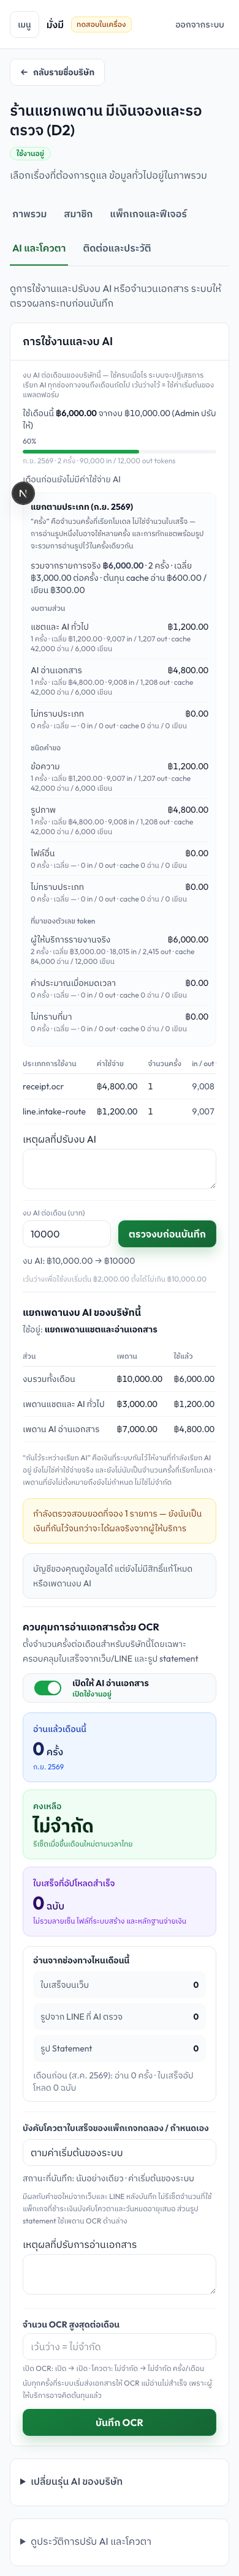 เมนู
มั่งมี
ทดสอบในเครื่อง
ออกจากระบบ
← กลับรายชื่อบริษัท
ร้านแยกเพดาน มีเงินจองและรอ
ตรวจ (D2)
ใช้งานอยู่
เลือกเรื่องที่ต้องการดูแล ข้อมูลทั่วไปอยู่ในภาพรวม
ภาพรวม
สมาชิก
แพ็กเกจและฟีเจอร์
AI และโควตา
ติดต่อและประวัติ
ดูการใช้งานและปรับงบ AI หรือจำนวนเอกสาร ระบบให้
ตรวจผลกระทบก่อนบันทึก
การใช้งานและงบ AI
งบ AI ต่อเดือนของบริษัทนี้ — ใช้ครบเมื่อไร ระบบจะปฏิเสธการ
เรียก AI ทุกช่องทางจนถึงเดือนถัดไป เว้นว่างไว้ = ใช้ค่าเริ่มต้นของ
แพลตฟอร์ม
ใช้เดือนนี้ ฿6,000.00 จากงบ ฿10,000.00 (Admin ปรับ
ให้)
60%
ก.ย. 2569 · 2 ครั้ง · 90,000 in / 12,000 out tokens
เดือนก่อนยังไม่มีค่าใช้จ่าย AI
N
แยกตามประเภท (ก.ย. 2569)
"ครั้ง" คือจำนวนครั้งที่เรียกโมเดล ไม่ใช่จำนวนใบเสร็จ —
การอ่านรูปหนึ่งใบอาจใช้หลายครั้ง และการทักแชตพร้อมรูป
จะรวมการอ่านรูปไว้ในครั้งเดียวกัน
รวมจากรายการจริง ฿6,000.00 · 2 ครั้ง · เฉลี่ย
฿3,000.00 ต่อครั้ง · ต้นทุน cache อ่าน ฿600.00 /
เขียน ฿300.00
งบตามส่วน
แชตและ AI ทั่วไป ฿1,200.00
1 ครั้ง · เฉลี่ย ฿1,200.00 · 9,007 in / 1,207 out · cache
42,000 อ่าน / 6,000 เขียน
AI อ่านเอกสาร ฿4,800.00
1 ครั้ง · เฉลี่ย ฿4,800.00 · 9,008 in / 1,208 out · cache
42,000 อ่าน / 6,000 เขียน
ไม่ทราบประเภท ฿0.00
0 ครั้ง · เฉลี่ย — · 0 in / 0 out · cache 0 อ่าน / 0 เขียน
ชนิดคำขอ
ข้อความ ฿1,200.00
1 ครั้ง · เฉลี่ย ฿1,200.00 · 9,007 in / 1,207 out · cache
42,000 อ่าน / 6,000 เขียน
รูปภาพ ฿4,800.00
1 ครั้ง · เฉลี่ย ฿4,800.00 · 9,008 in / 1,208 out · cache
42,000 อ่าน / 6,000 เขียน
ไฟล์อื่น ฿0.00
0 ครั้ง · เฉลี่ย — · 0 in / 0 out · cache 0 อ่าน / 0 เขียน
ไม่ทราบประเภท ฿0.00
0 ครั้ง · เฉลี่ย — · 0 in / 0 out · cache 0 อ่าน / 0 เขียน
ที่มาของตัวเลข token
ผู้ให้บริการรายงานจริง ฿6,000.00
2 ครั้ง · เฉลี่ย ฿3,000.00 · 18,015 in / 2,415 out · cache
84,000 อ่าน / 12,000 เขียน
ค่าประมาณเมื่อหมดเวลา ฿0.00
0 ครั้ง · เฉลี่ย — · 0 in / 0 out · cache 0 อ่าน / 0 เขียน
ไม่ทราบที่มา ฿0.00
0 ครั้ง · เฉลี่ย — · 0 in / 0 out · cache 0 อ่าน / 0 เขียน
ประเภทการใช้งาน ค่าใช้จ่าย จำนวนครั้ง in / out
receipt.ocr ฿4,800.00 1 9,008
line.intake-route ฿1,200.00 1 9,007
เหตุผลที่ปรับงบ AI
งบ AI ต่อเดือน (บาท)
10000
ตรวจงบก่อนบันทึก
งบ AI: ฿10,000.00 → ฿10000
เว้นว่างเพื่อใช้งบเริ่มต้น ฿2,000.00 ตั้งได้ไม่เกิน ฿10,000.00
แยกเพดานงบ AI ของบริษัทนี้
ใช้อยู่: แยกเพดานแชตและอ่านเอกสาร
ส่วน เพดาน ใช้แล้ว
งบรวมทั้งเดือน ฿10,000.00 ฿6,000.00
เพดานแชตและ AI ทั่วไป ฿3,000.00 ฿1,200.00
เพดาน AI อ่านเอกสาร ฿7,000.00 ฿4,800.00
"กันไว้ระหว่างเรียก AI" คือเงินที่ระบบกันไว้ให้งานที่กำลังเรียก AI
อยู่ ยังไม่ใช่ค่าใช้จ่ายจริง และยังไม่นับเป็นจำนวนครั้งที่เรียกโมเดล ·
เพดานที่ยังไม่ตั้งหมายถึงยังไม่กำหนด ไม่ใช่ไม่จำกัด
กำลังตรวจสอบยอดที่จอง 1 รายการ — ยังนับเป็น
เงินที่กันไว้จนกว่าจะได้ผลจริงจากผู้ให้บริการ
บัญชีของคุณดูข้อมูลได้ แต่ยังไม่มีสิทธิ์แก้โหมด
หรือเพดานงบ AI
ควบคุมการอ่านเอกสารด้วย OCR
ตั้งจำนวนครั้งต่อเดือนสำหรับบริษัทนี้โดยเฉพาะ
ครอบคลุมใบเสร็จจากเว็บ/LINE และรูป statement
เปิดให้ AI อ่านเอกสาร
เปิดใช้งานอยู่
อ่านแล้วเดือนนี้
0 ครั้ง
ก.ย. 2569
คงเหลือ
ไม่จำกัด
รีเซ็ตเมื่อขึ้นเดือนใหม่ตามเวลาไทย
ใบเสร็จที่อัปโหลดสำเร็จ
0 ฉบับ
ไม่รวมลายเซ็น ไฟล์ที่ระบบสร้าง และหลักฐานจ่ายเงิน
อ่านจากช่องทางไหนเดือนนี้
ใบเสร็จบนเว็บ 0
รูปจาก LINE ที่ AI ตรวจ 0
รูป Statement 0
เดือนก่อน (ส.ค. 2569): อ่าน 0 ครั้ง · ใบเสร็จอัป
โหลด 0 ฉบับ
บังคับโควตาใบเสร็จของแพ็กเกจทดลอง / กำหนดเอง
ตามค่าเริ่มต้นของระบบ
สถานะที่บันทึก: นับอย่างเดียว · ค่าเริ่มต้นของระบบ
มีผลกับคำขอใหม่จากเว็บและ LINE หลังบันทึก ไม่รีเซ็ตจำนวนที่ใช้
แพ็กเกจที่ชำระเงินบังคับโควตาและวันหมดอายุเสมอ ส่วนรูป
statement ใช้เพดาน OCR ด้านล่าง
เหตุผลที่ปรับการอ่านเอกสาร
จำนวน OCR สูงสุดต่อเดือน
เว้นว่าง = ไม่จำกัด
เปิด OCR: เปิด → เปิด · โควตา: ไม่จำกัด → ไม่จำกัด ครั้ง/เดือน
นับทุกครั้งที่ระบบเริ่มส่งเอกสารให้ OCR แม้อ่านไม่สำเร็จ เพราะผู้
ให้บริการอาจคิดต้นทุนแล้ว
บันทึก OCR
▶ เปลี่ยนรุ่น AI ของบริษัท
▶ ดูประวัติการปรับ AI และโควตา